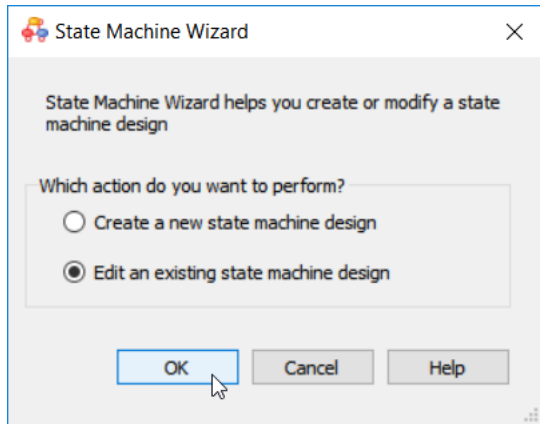 State Machine Wizard
State Machine Wizard helps you create or modify a state
machine design
Which action do you want to perform?
Create a new state machine design
Edit an existing state machine design
OK Cancel Help